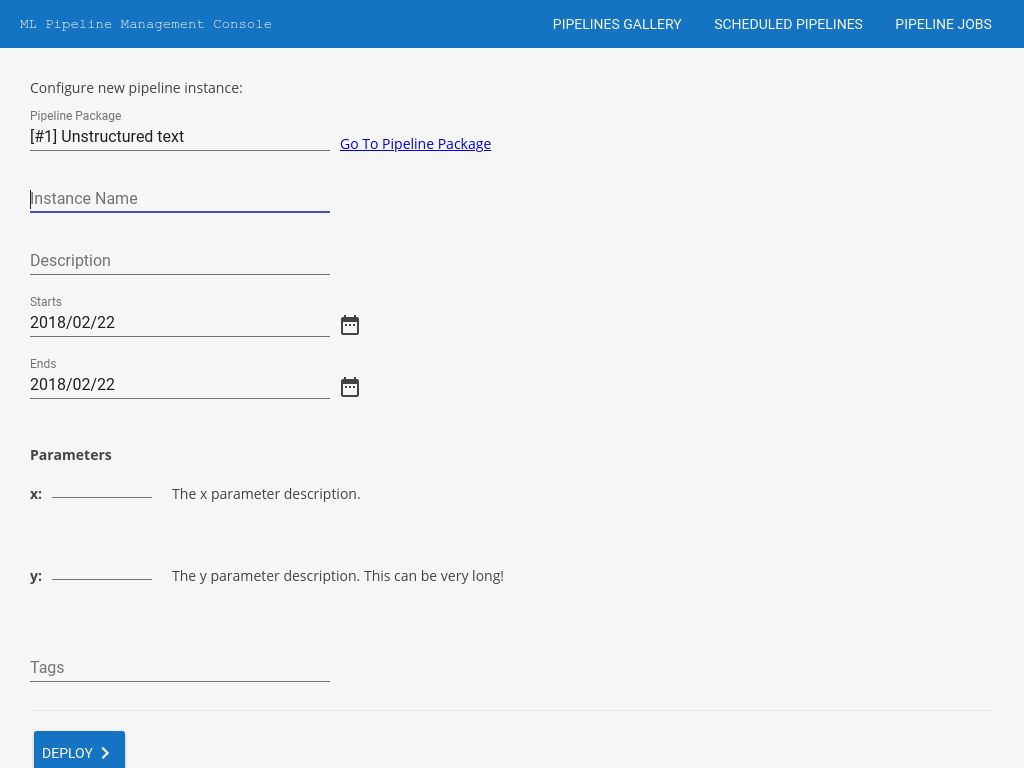 ML Pipeline Management Console
PIPELINES GALLERY SCHEDULED PIPELINES PIPELINE JOBS
Configure new pipeline instance:
Pipeline Package
[#1] Unstructured text
Go To Pipeline Package
Instance Name
Description
Starts
2018/02/22
Ends
2018/02/22
Parameters
x: The x parameter description.
y: The y parameter description. This can be very long!
Tags
DEPLOY